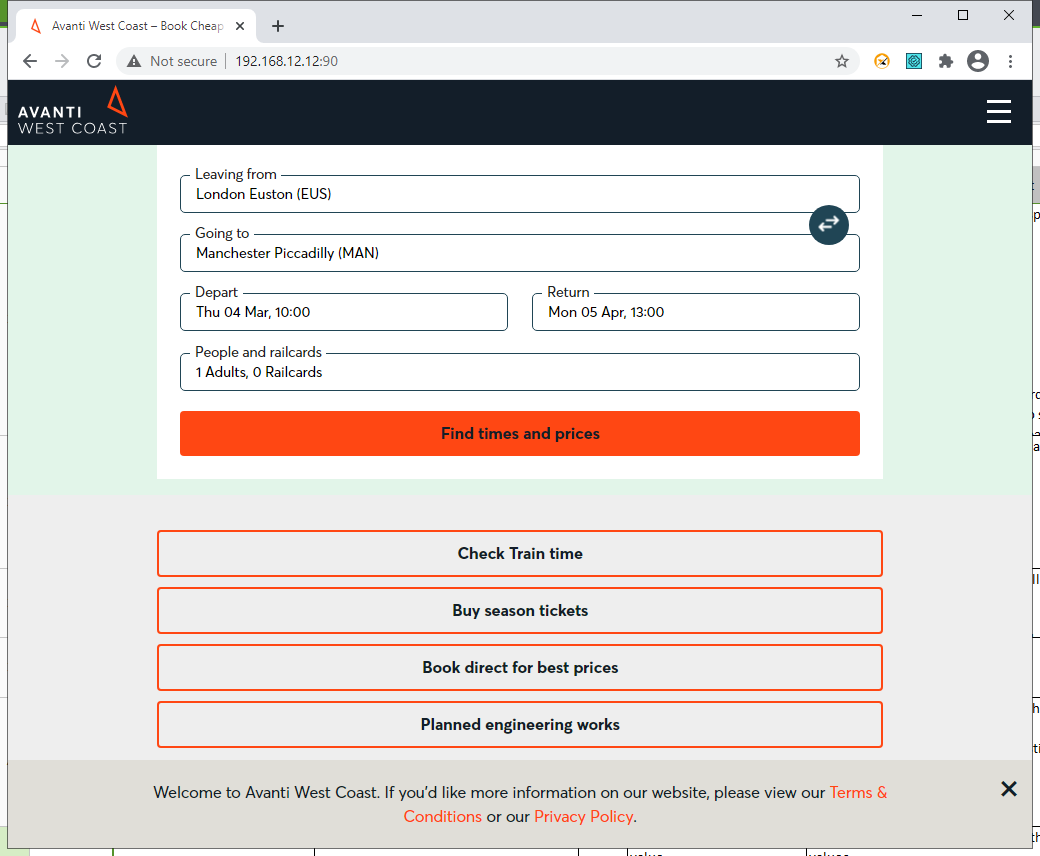 Avanti West Coast – Book Cheap
Not secure
192.168.12.12:90
AVANTI
WEST COAST
Leaving from
London Euston (EUS)
Going to
Manchester Piccadilly (MAN)
Depart
Return
Thu 04 Mar, 10:00
Mon 05 Apr, 13:00
People and railcards
1 Adults, 0 Railcards
Find times and prices
Check Train time
Buy season tickets
Book direct for best prices
Planned engineering works
Welcome to Avanti West Coast. If you'd like more information on our website, please view our Terms &
Conditions or our Privacy Policy.